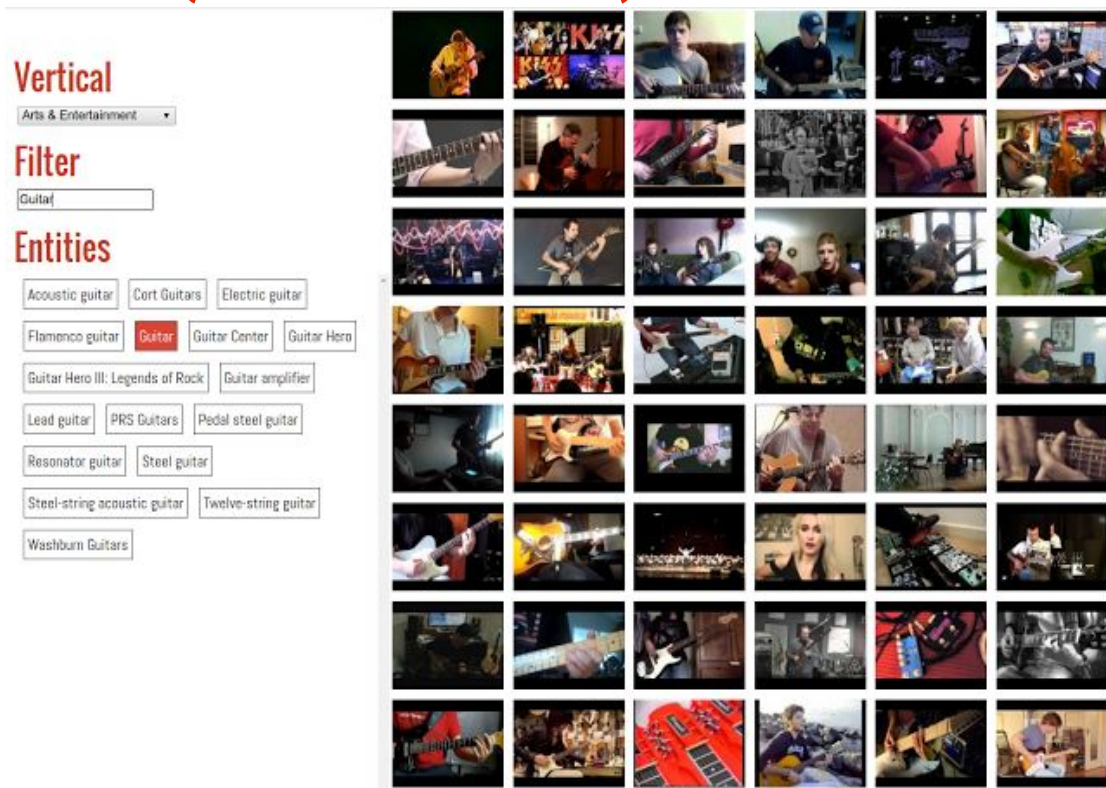 Vertical
Arts & Entertainment
Filter
Guitar
Entities
Acoustic guitar Cort Guitars Electric guitar
Flamenco guitar Guitar Guitar Center Guitar Hero
Guitar Hero III: Legends of Rock Guitar amplifier
Lead guitar PRS Guitars Pedal steel guitar
Resonator guitar Steel guitar
Steel-string acoustic guitar Twelve-string guitar
Washburn Guitars
KISS
KISS